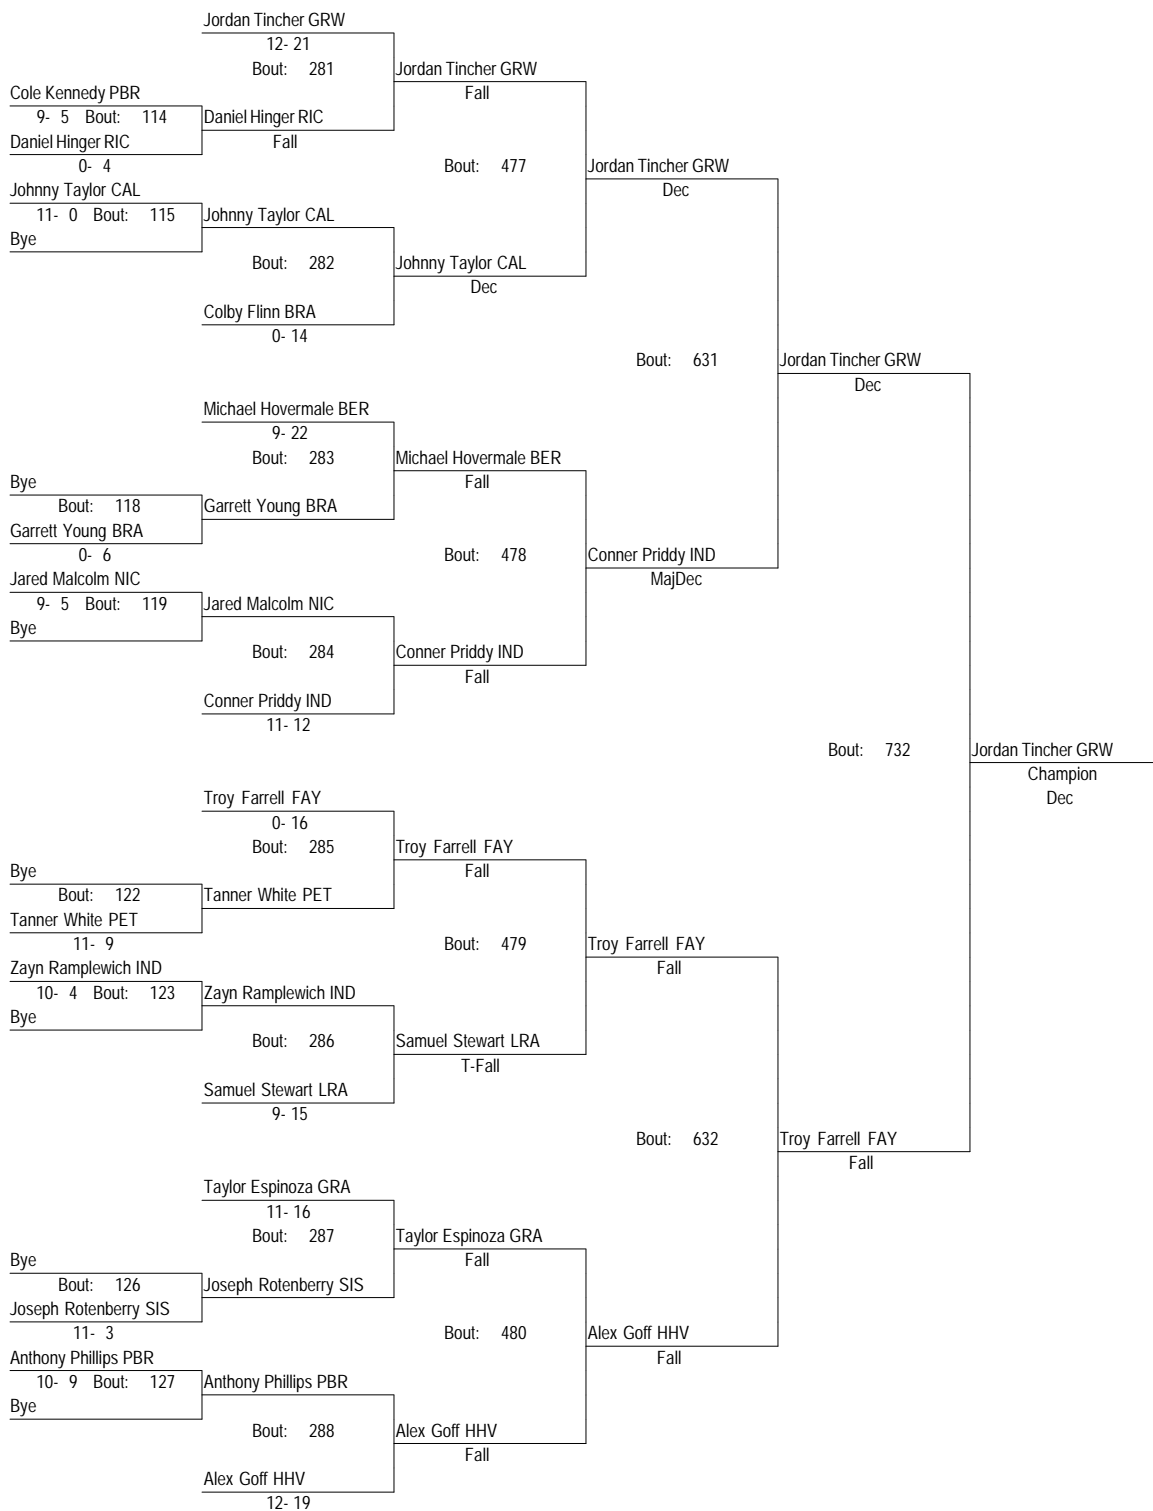 Jordan Tincher GRW
12- 21
Bout: 281
Jordan Tincher GRW
Fall
Cole Kennedy PBR
9- 5 Bout: 114
Daniel Hinger RIC
Fall
Daniel Hinger RIC
0- 4
Bout: 477
Jordan Tincher GRW
Dec
Johnny Taylor CAL
11- 0 Bout: 115
Johnny Taylor CAL
Bye
Bout: 282
Johnny Taylor CAL
Dec
Colby Flinn BRA
0- 14
Bout: 631
Jordan Tincher GRW
Dec
Michael Hovermale BER
9- 22
Bout: 283
Michael Hovermale BER
Fall
Bye
Bout: 118
Garrett Young BRA
Garrett Young BRA
0- 6
Bout: 478
Conner Priddy IND
MajDec
Jared Malcolm NIC
9- 5 Bout: 119
Jared Malcolm NIC
Bye
Bout: 284
Conner Priddy IND
Fall
Conner Priddy IND
11- 12
Bout: 732
Jordan Tincher GRW
Champion
Dec
Troy Farrell FAY
0- 16
Bout: 285
Troy Farrell FAY
Fall
Bye
Bout: 122
Tanner White PET
Tanner White PET
11- 9
Bout: 479
Troy Farrell FAY
Fall
Zayn Ramplewich IND
10- 4 Bout: 123
Zayn Ramplewich IND
Bye
Bout: 286
Samuel Stewart LRA
T-Fall
Samuel Stewart LRA
9- 15
Bout: 632
Troy Farrell FAY
Fall
Taylor Espinoza GRA
11- 16
Bout: 287
Taylor Espinoza GRA
Fall
Bye
Bout: 126
Joseph Rotenberry SIS
Joseph Rotenberry SIS
11- 3
Bout: 480
Alex Goff HHV
Fall
Anthony Phillips PBR
10- 9 Bout: 127
Anthony Phillips PBR
Bye
Bout: 288
Alex Goff HHV
Fall
Alex Goff HHV
12- 19